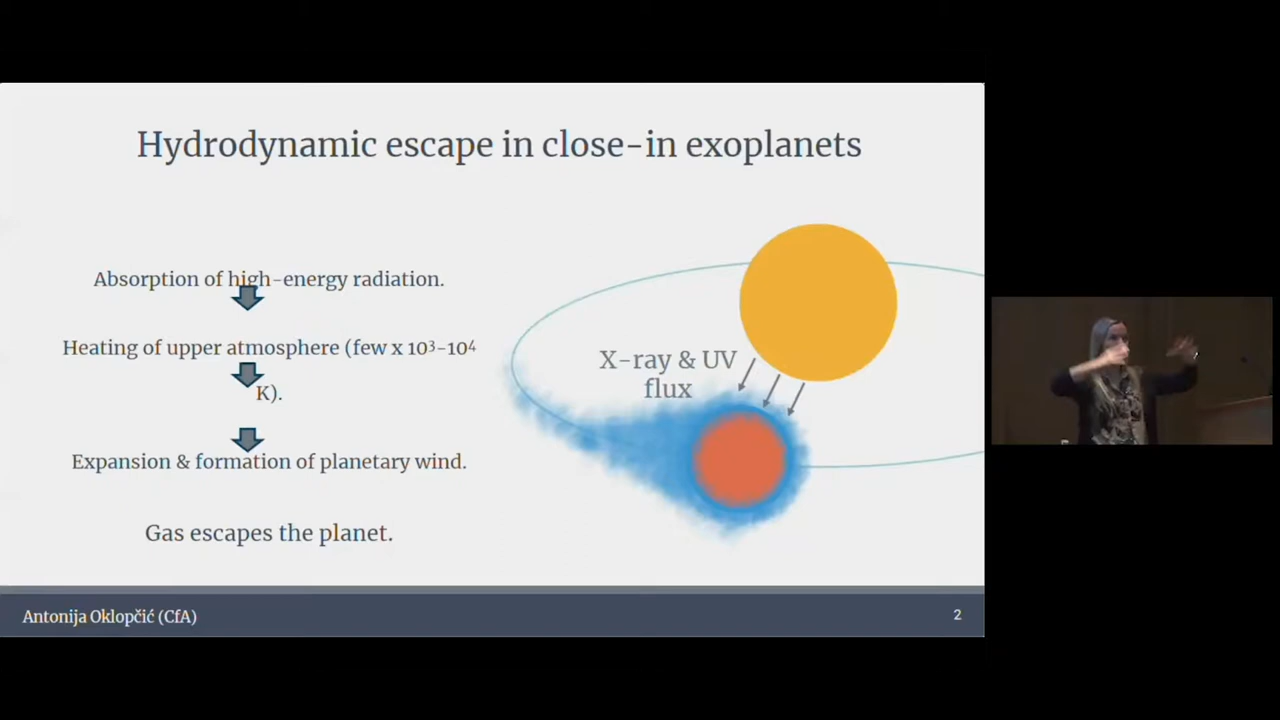 Hydrodynamic escape in close-in exoplanets
Absorption of high-energy radiation.
Heating of upper atmosphere (few x 10³-10⁴
K).
Expansion & formation of planetary wind.
Gas escapes the planet.
X-ray & UV
flux
Antonija Oklopčić (CfA)
2